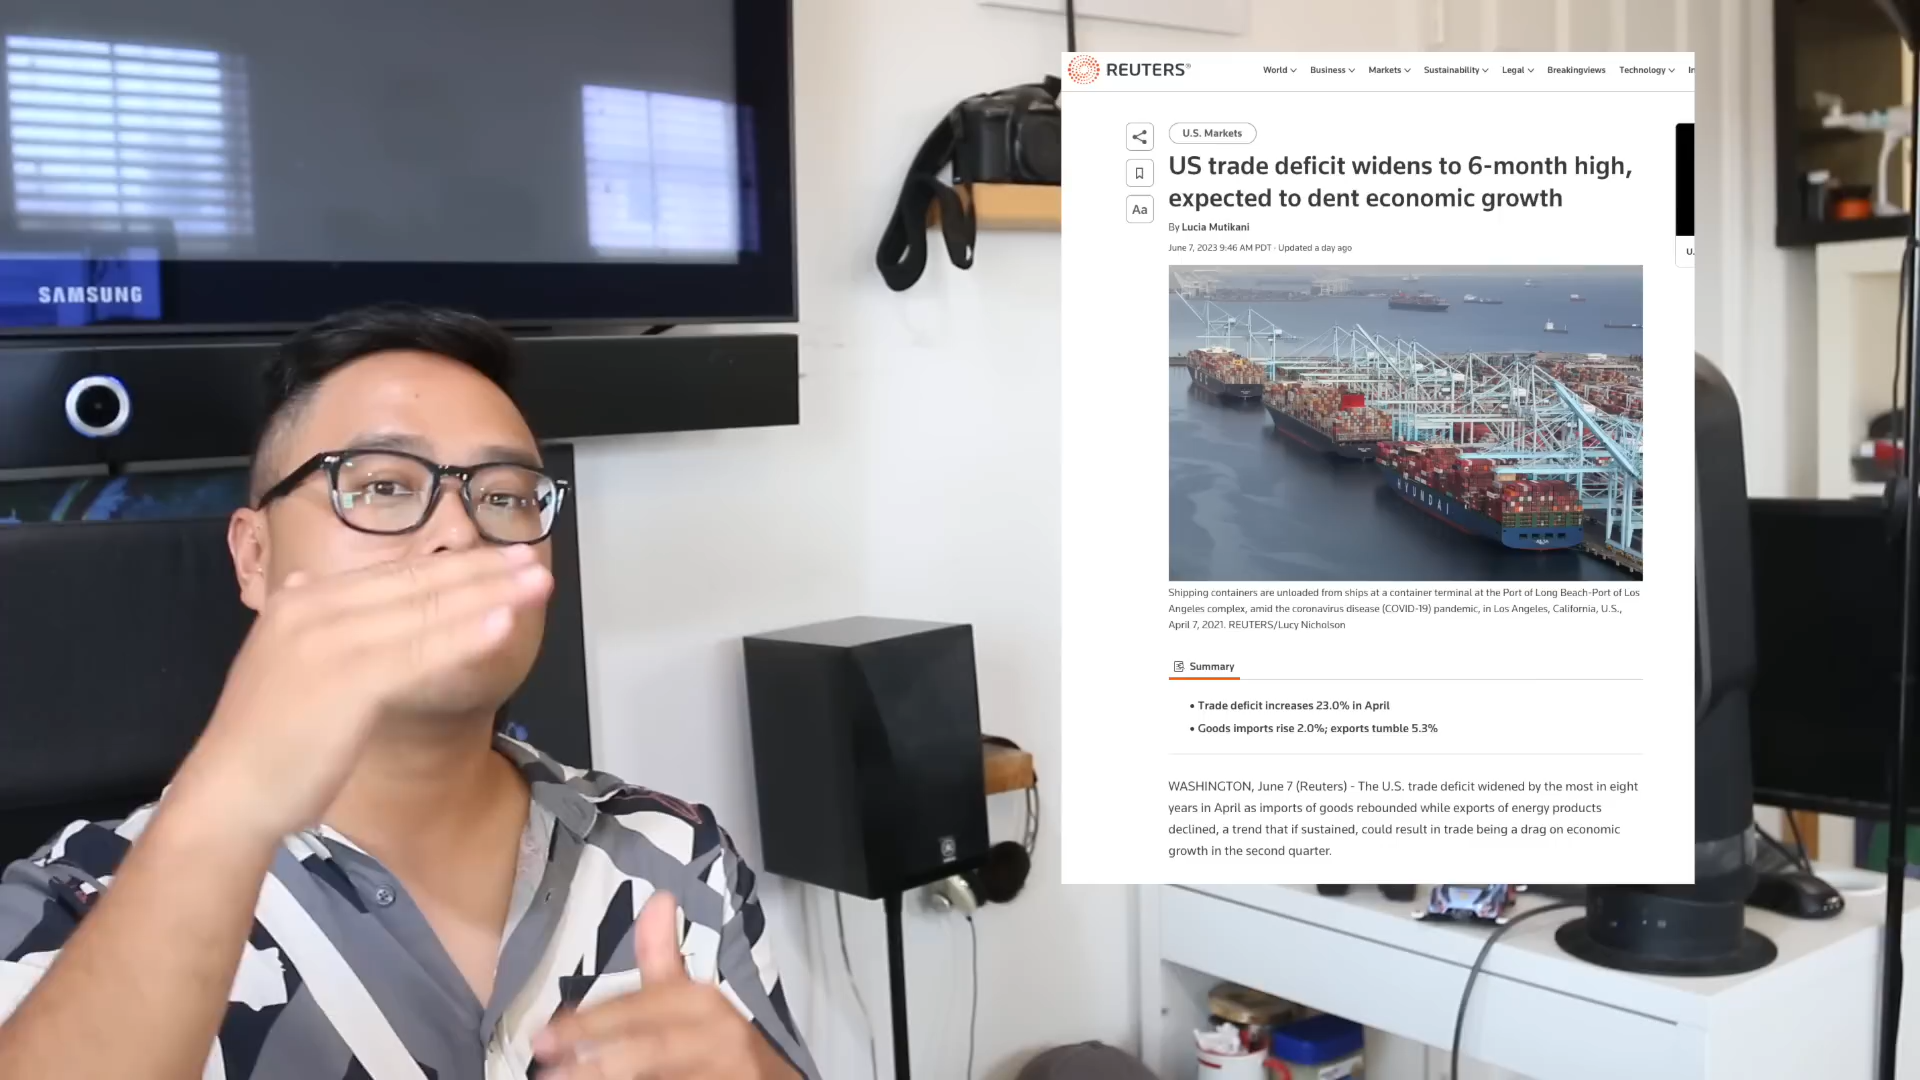 SAMSUNG
REUTERS®
World Business Markets Sustainability Legal Breakingviews Technology
U.S. Markets
US trade deficit widens to 6-month high,
expected to dent economic growth
Aa
By Lucia Mutikani
June 7, 2023 9:46 AM PDT · Updated a day ago
U.
HYUNDAI
Shipping containers are unloaded from ships at a container terminal at the Port of Long Beach-Port of Los
Angeles complex, amid the coronavirus disease (COVID-19) pandemic, in Los Angeles, California, U.S.,
April 7, 2021. REUTERS/Lucy Nicholson
Summary
• Trade deficit increases 23.0% in April
• Goods imports rise 2.0%; exports tumble 5.3%
WASHINGTON, June 7 (Reuters) - The U.S. trade deficit widened by the most in eight
years in April as imports of goods rebounded while exports of energy products
declined, a trend that if sustained, could result in trade being a drag on economic
growth in the second quarter.